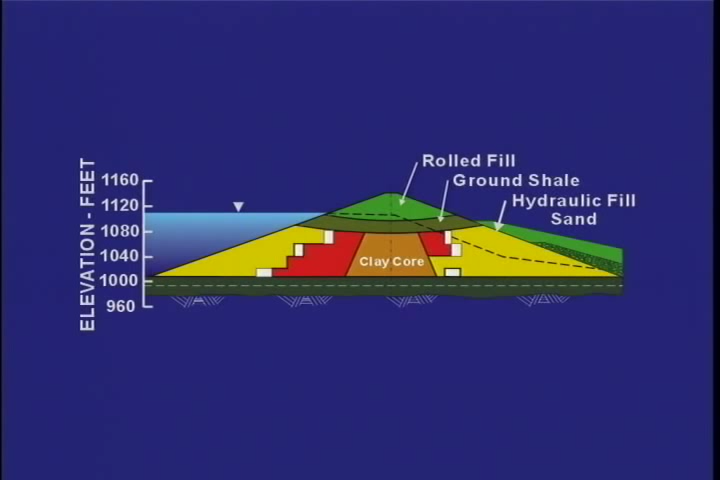 Rolled Fill
Ground Shale
Hydraulic Fill
Sand
ELEVATION - FEET
1160
1120
1080
1040
1000
960
Clay Core